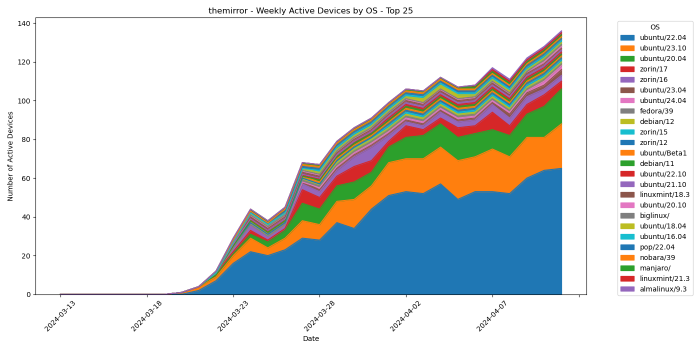 themirror - Weekly Active Devices by OS - Top 25
140
120
100
80
60
40
20
0
Number of Active Devices
2024-03-13
2024-03-18
2024-03-23
2024-03-28
2024-04-02
2024-04-07
Date
OS
ubuntu/22.04
ubuntu/23.10
ubuntu/20.04
zorin/17
zorin/16
ubuntu/23.04
ubuntu/24.04
fedora/39
debian/12
zorin/15
zorin/12
ubuntu/Beta1
debian/11
ubuntu/22.10
ubuntu/21.10
linuxmint/18.3
ubuntu/20.10
biglinux/
ubuntu/18.04
ubuntu/16.04
pop/22.04
nobara/39
manjaro/
linuxmint/21.3
almalinux/9.3